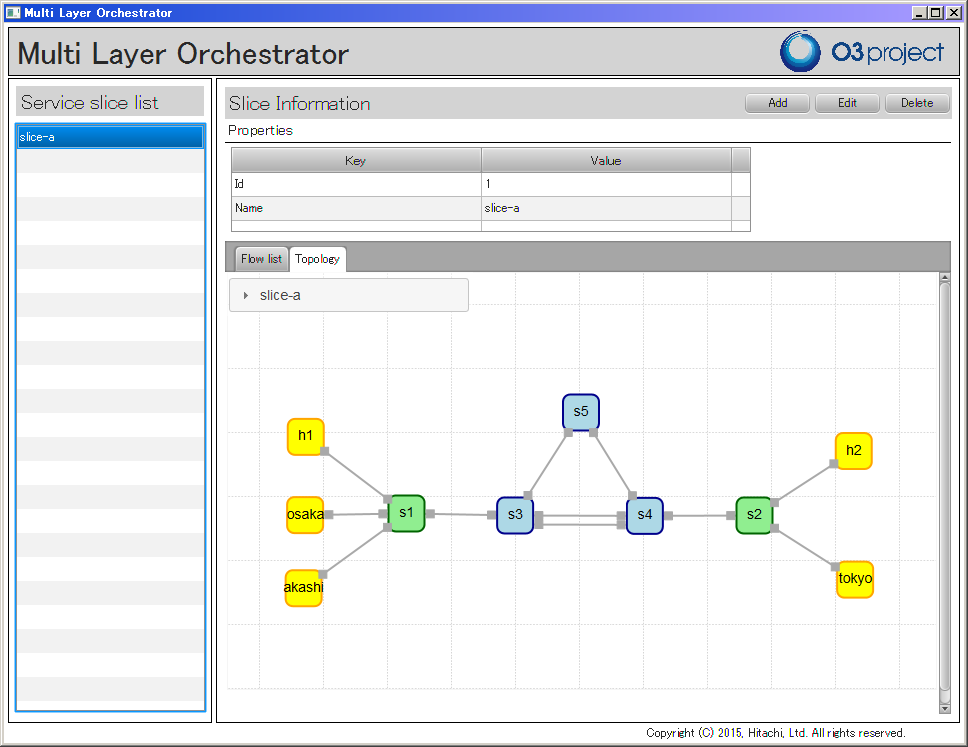 Multi Layer Orchestrator
Multi Layer Orchestrator
O3 project
Service slice list
slice-a
Slice Information
Add
Edit
Delete
Properties
Key
Value
Id
1
Name
slice-a
Flow list
Topology
slice-a
s5
h1
h2
osaka
s1
s3
s4
s2
akashi
tokyo
Copyright (C) 2015, Hitachi, Ltd. All rights reserved.